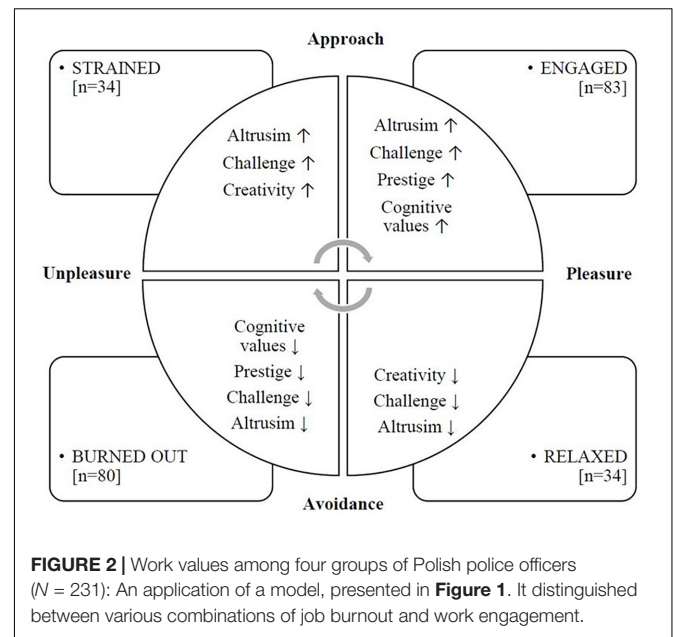 Approach
• STRAINED
[n=34]
• ENGAGED
[n=83]
Altrusim ↑
Challenge ↑
Creativity ↑
Altrusim ↑
Challenge ↑
Prestige ↑
Cognitive
values ↑
Unpleasure
Pleasure
Cognitive
values ↓
Prestige ↓
Challenge ↓
Altrusim ↓
Creativity ↓
Challenge ↓
Altrusim ↓
• BURNED OUT
[n=80]
• RELAXED
[n=34]
Avoidance
FIGURE 2 | Work values among four groups of Polish police officers
(N = 231): An application of a model, presented in Figure 1. It distinguished
between various combinations of job burnout and work engagement.